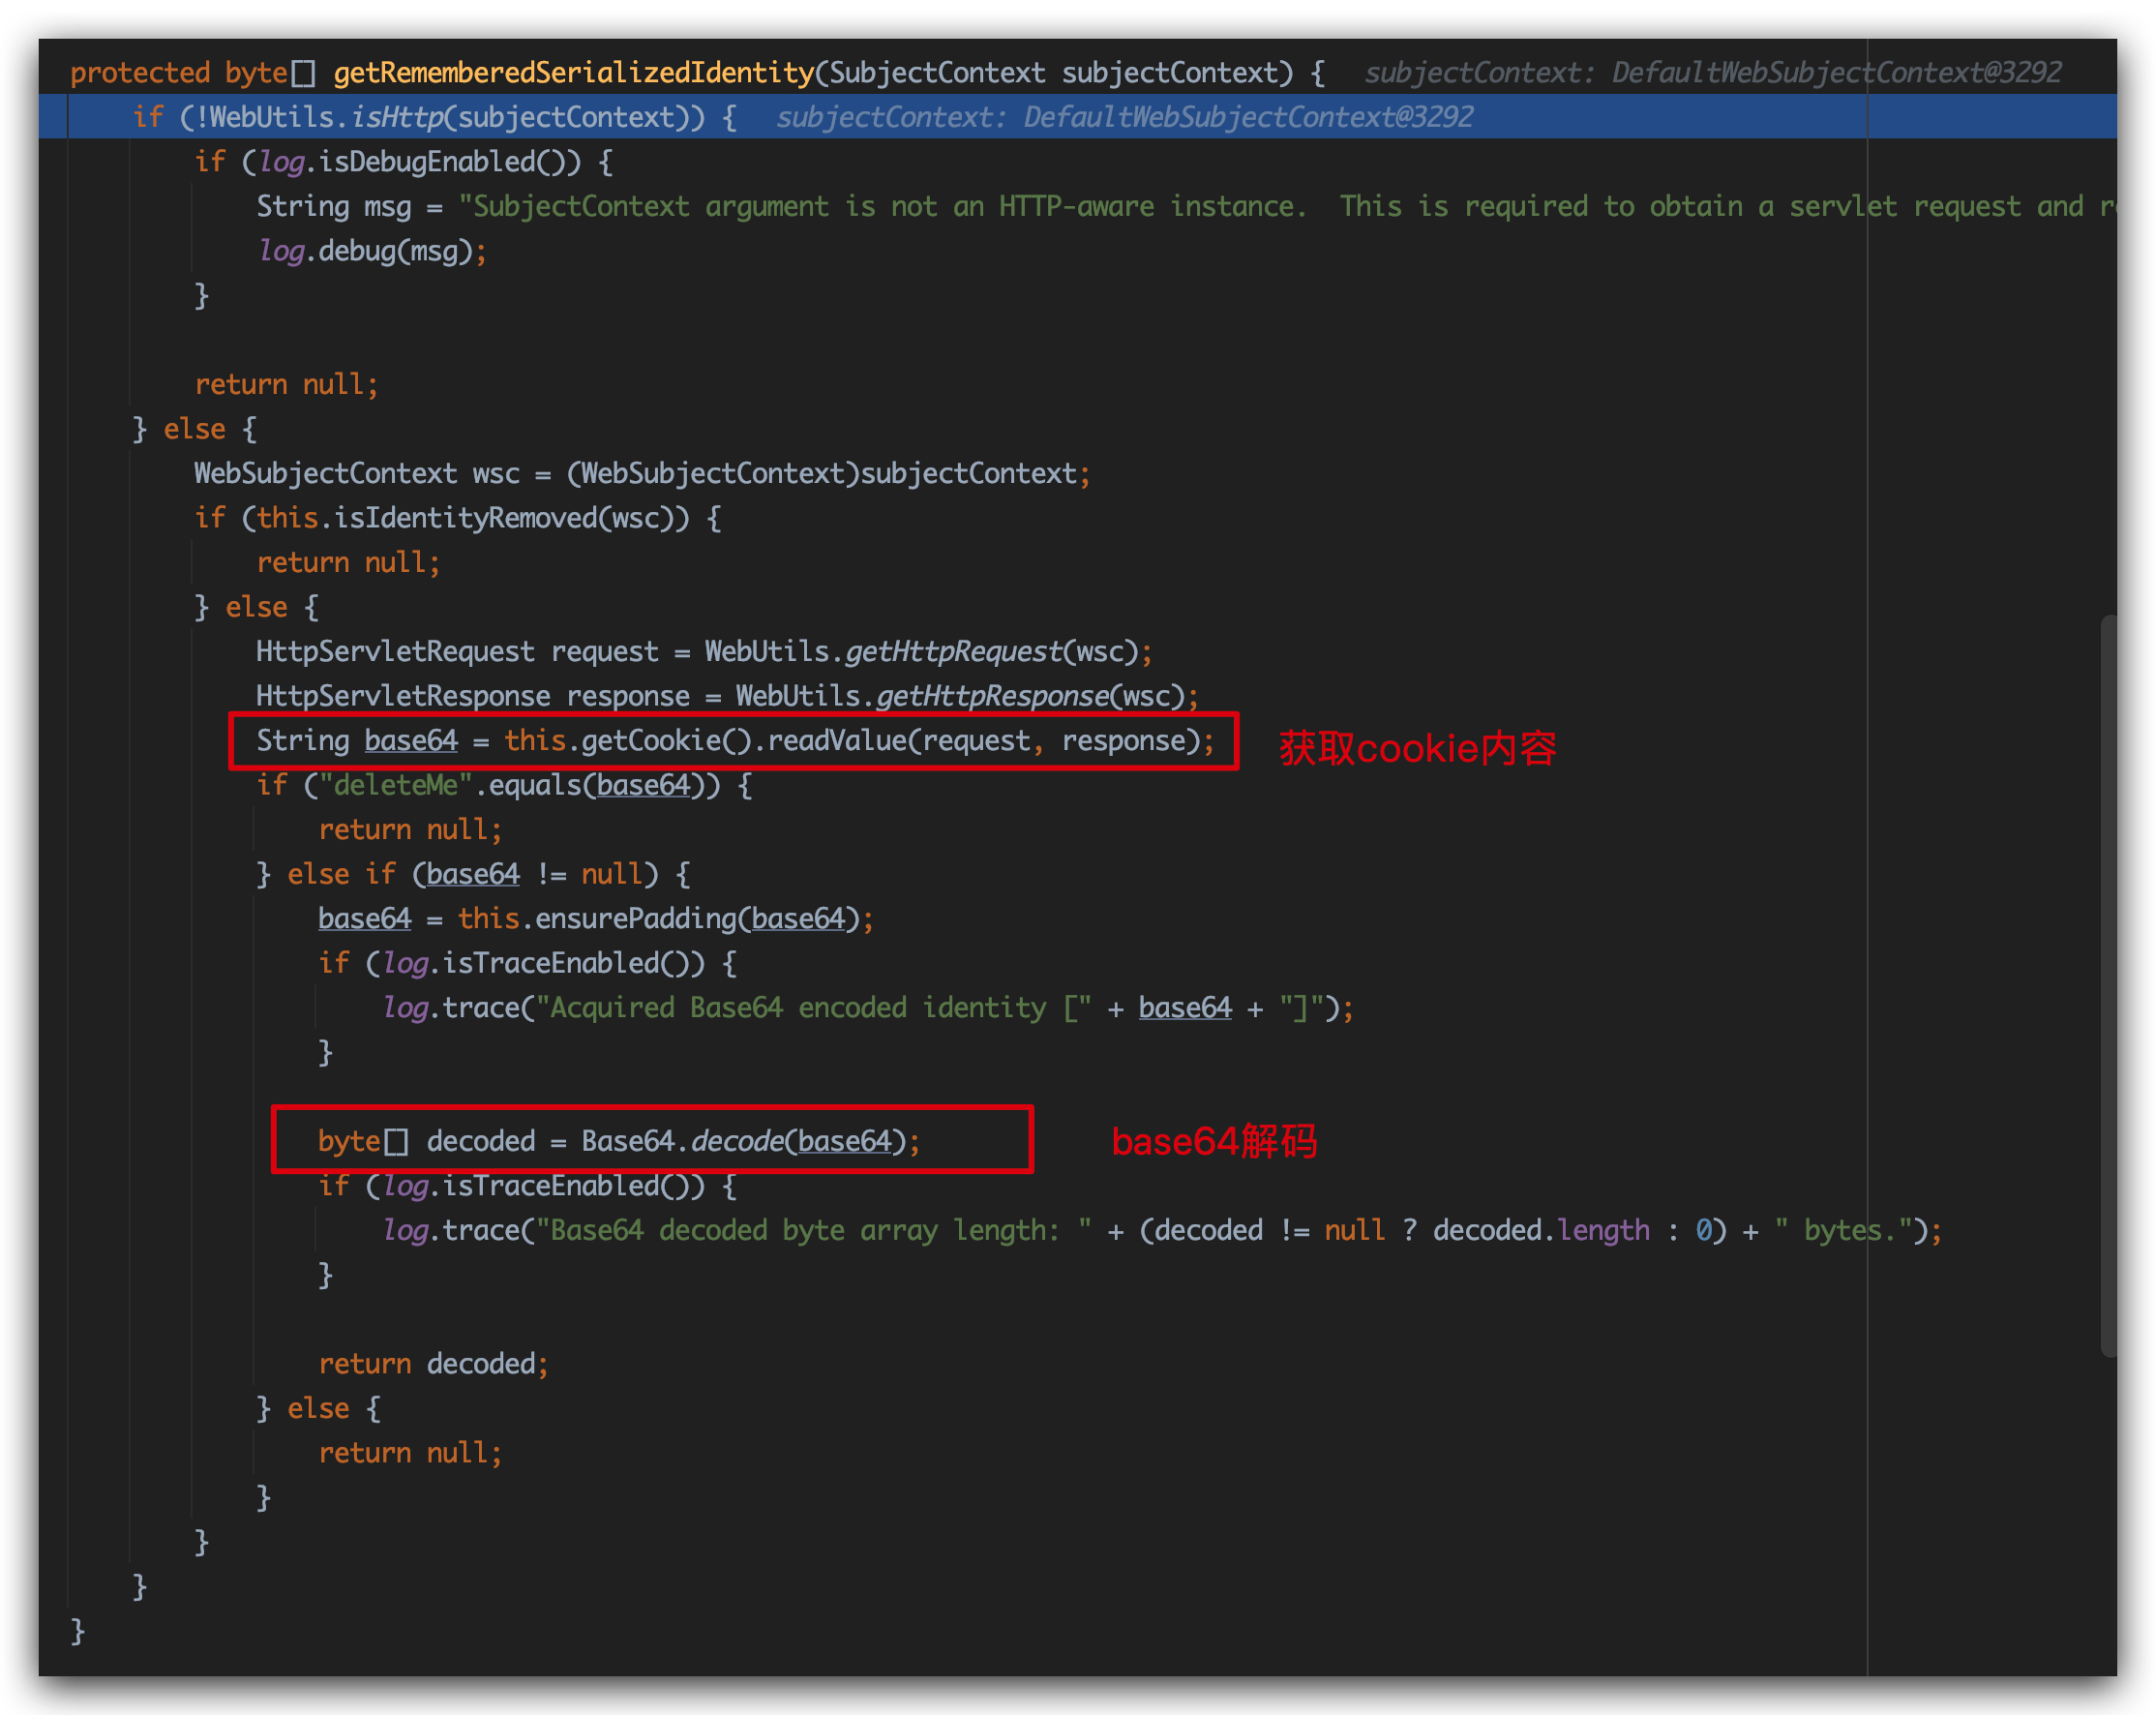 protected byte[] getRememberedSerializedIdentity(SubjectContext subjectContext) {  subjectContext: DefaultWebSubjectContext@3292
    if (!WebUtils.isHttp(subjectContext)) {  subjectContext: DefaultWebSubjectContext@3292
        if (log.isDebugEnabled()) {
            String msg = "SubjectContext argument is not an HTTP-aware instance.  This is required to obtain a servlet request and
            log.debug(msg);
        }
        return null;
    } else {
        WebSubjectContext wsc = (WebSubjectContext)subjectContext;
        if (this.isIdentityRemoved(wsc)) {
            return null;
        } else {
            HttpServletRequest request = WebUtils.getHttpRequest(wsc);
            HttpServletResponse response = WebUtils.getHttpResponse(wsc);
            String base64 = this.getCookie().readValue(request, response);  获取cookie内容
            if ("deleteMe".equals(base64)) {
                return null;
            } else if (base64 != null) {
                base64 = this.ensurePadding(base64);
                if (log.isTraceEnabled()) {
                    log.trace("Acquired Base64 encoded identity [" + base64 + "]");
                }
                byte[] decoded = Base64.decode(base64);  base64解码
                if (log.isTraceEnabled()) {
                    log.trace("Base64 decoded byte array length: " + (decoded != null ? decoded.length : 0) + " bytes.");
                }
                return decoded;
            } else {
                return null;
            }
        }
    }
}